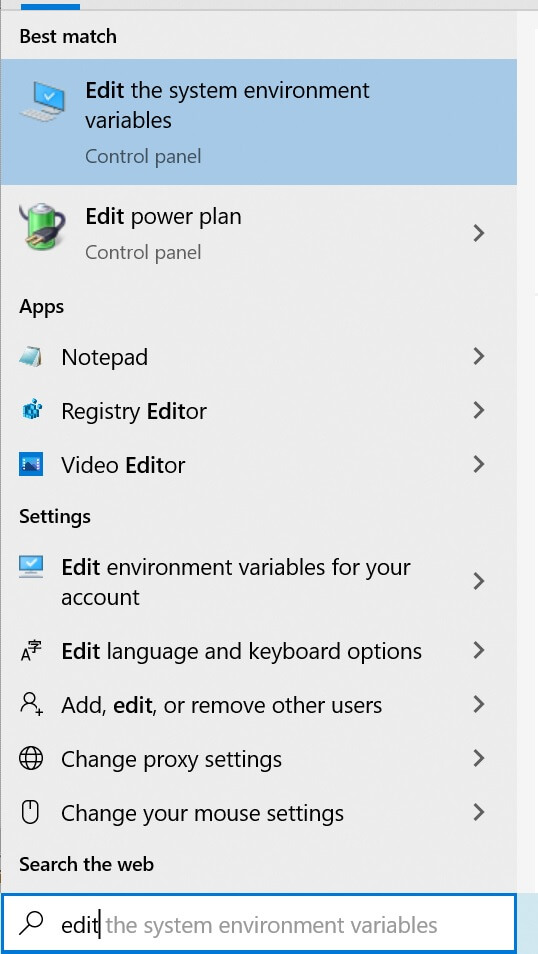 Best match
Edit the system environment
variables
Control panel
Edit power plan
Control panel
Apps
Notepad
Registry Editor
Video Editor
Settings
Edit environment variables for your
account
Edit language and keyboard options
Add, edit, or remove other users
Change proxy settings
Change your mouse settings
Search the web
edit the system environment variables